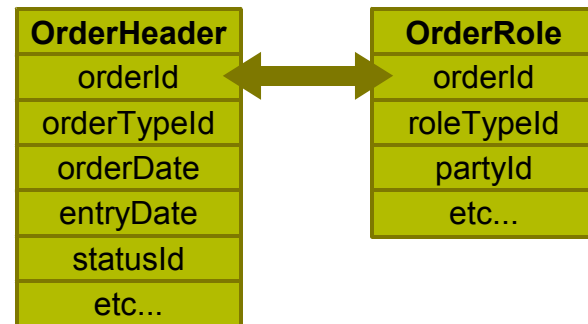 OrderHeader
orderId
orderTypeId
orderDate
entryDate
statusId
etc...
OrderRole
orderId
roleTypeId
partyId
etc...